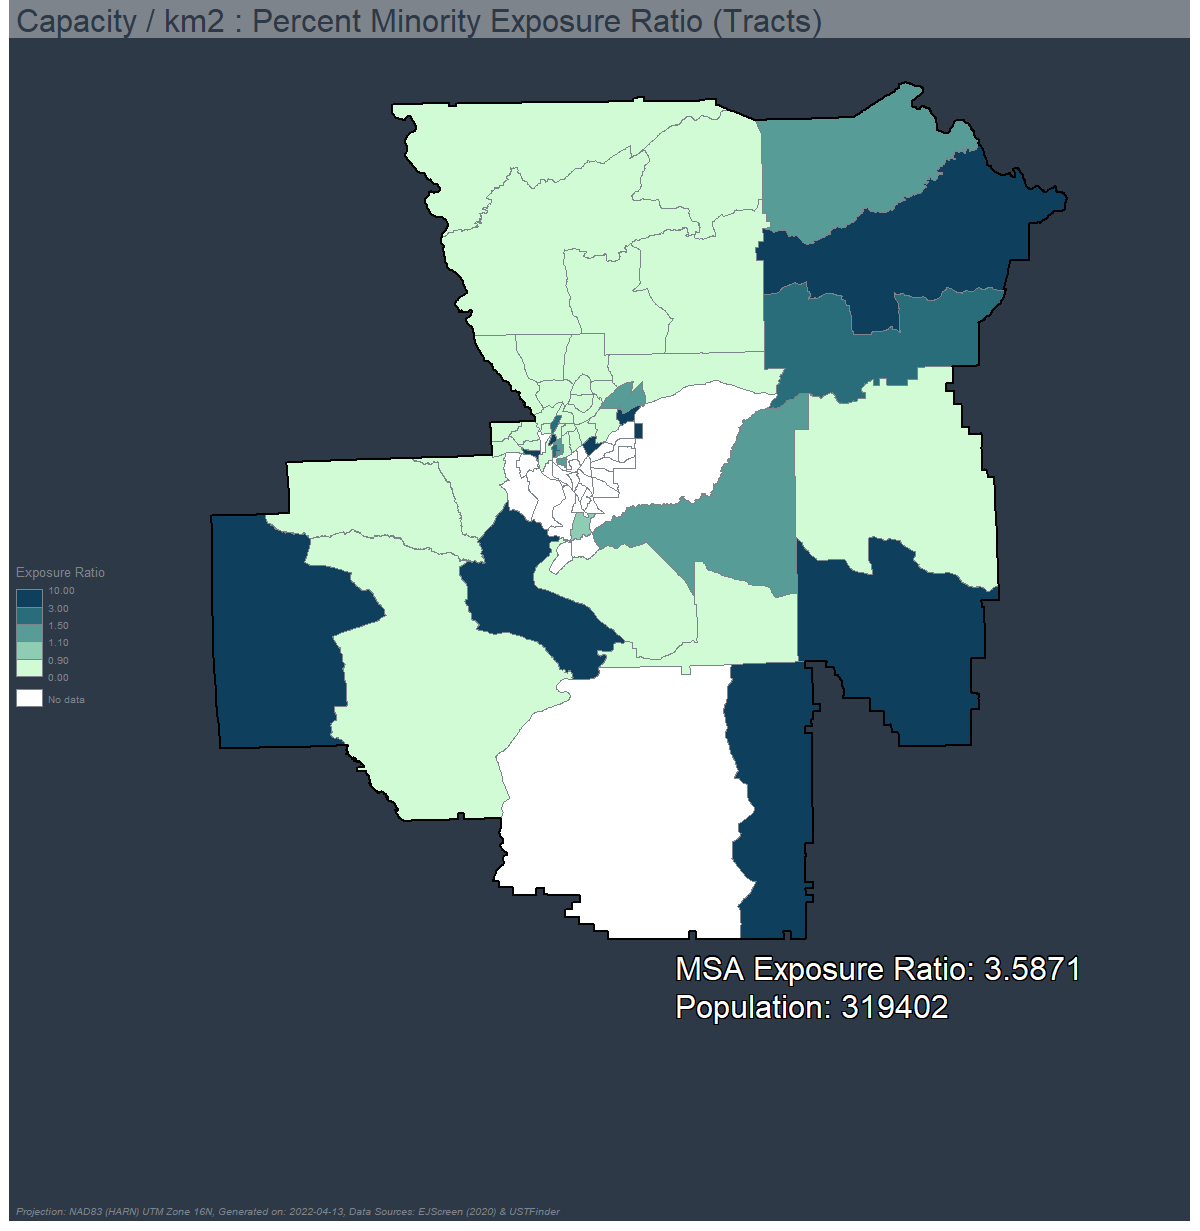 Capacity / km2 : Percent Minority Exposure Ratio (Tracts)
Exposure Ratio
10.00
3.00
1.50
1.10
0.90
0.00
No data
MSA Exposure Ratio: 3.5871
Population: 319402
Projection: NAD83 (HARN) UTM Zone 16N, Generated on: 2022-04-13, Data Sources: EJScreen (2020) & USTFinder